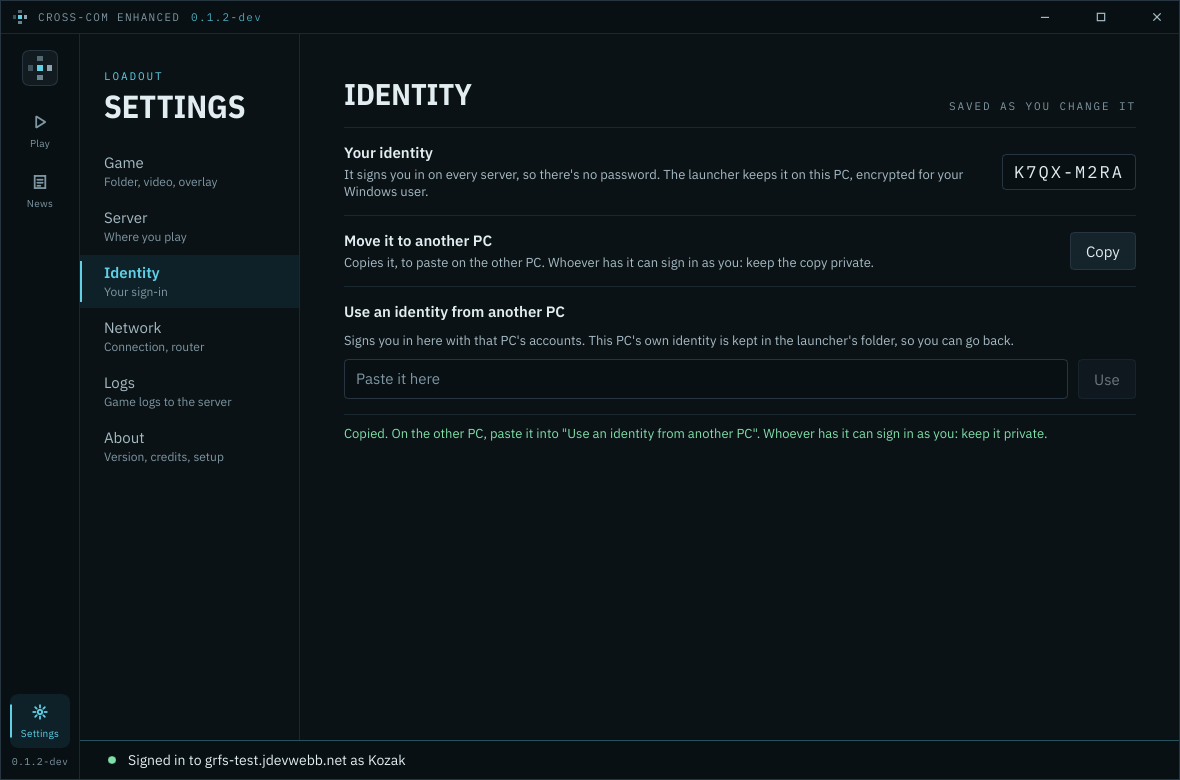 CROSS-COM ENHANCED 0.1.2-dev
Play
News
Settings
0.1.2-dev
LOADOUT
SETTINGS
Game
Folder, video, overlay
Server
Where you play
Identity
Your sign-in
Network
Connection, router
Logs
Game logs to the server
About
Version, credits, setup
IDENTITY
SAVED AS YOU CHANGE IT
Your identity
It signs you in on every server, so there's no password. The launcher keeps it on this PC, encrypted for your
Windows user.
K7QX-M2RA
Move it to another PC
Copies it, to paste on the other PC. Whoever has it can sign in as you: keep the copy private.
Copy
Use an identity from another PC
Signs you in here with that PC's accounts. This PC's own identity is kept in the launcher's folder, so you can go back.
Paste it here
Use
Copied. On the other PC, paste it into "Use an identity from another PC". Whoever has it can sign in as you: keep it private.
Signed in to grfs-test.jdevwebb.net as Kozak